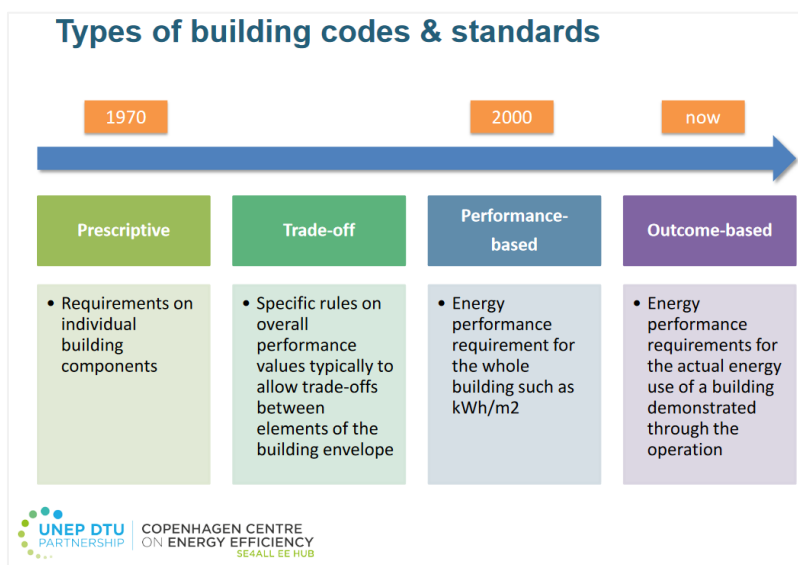 Types of building codes & standards
1970
2000
now
Prescriptive
Trade-off
Performance-
based
Outcome-based
• Requirements on
individual
building
components
• Specific rules on
overall
performance
values typically to
allow trade-offs
between
elements of the
building envelope
• Energy
performance
requirement for
the whole
building such as
kWh/m2
• Energy
performance
requirements for
the actual energy
use of a building
demonstrated
through the
operation
UNEP DTU
PARTNERSHIP
COPENHAGEN CENTRE
ON ENERGY EFFICIENCY
SE4ALL EE HUB